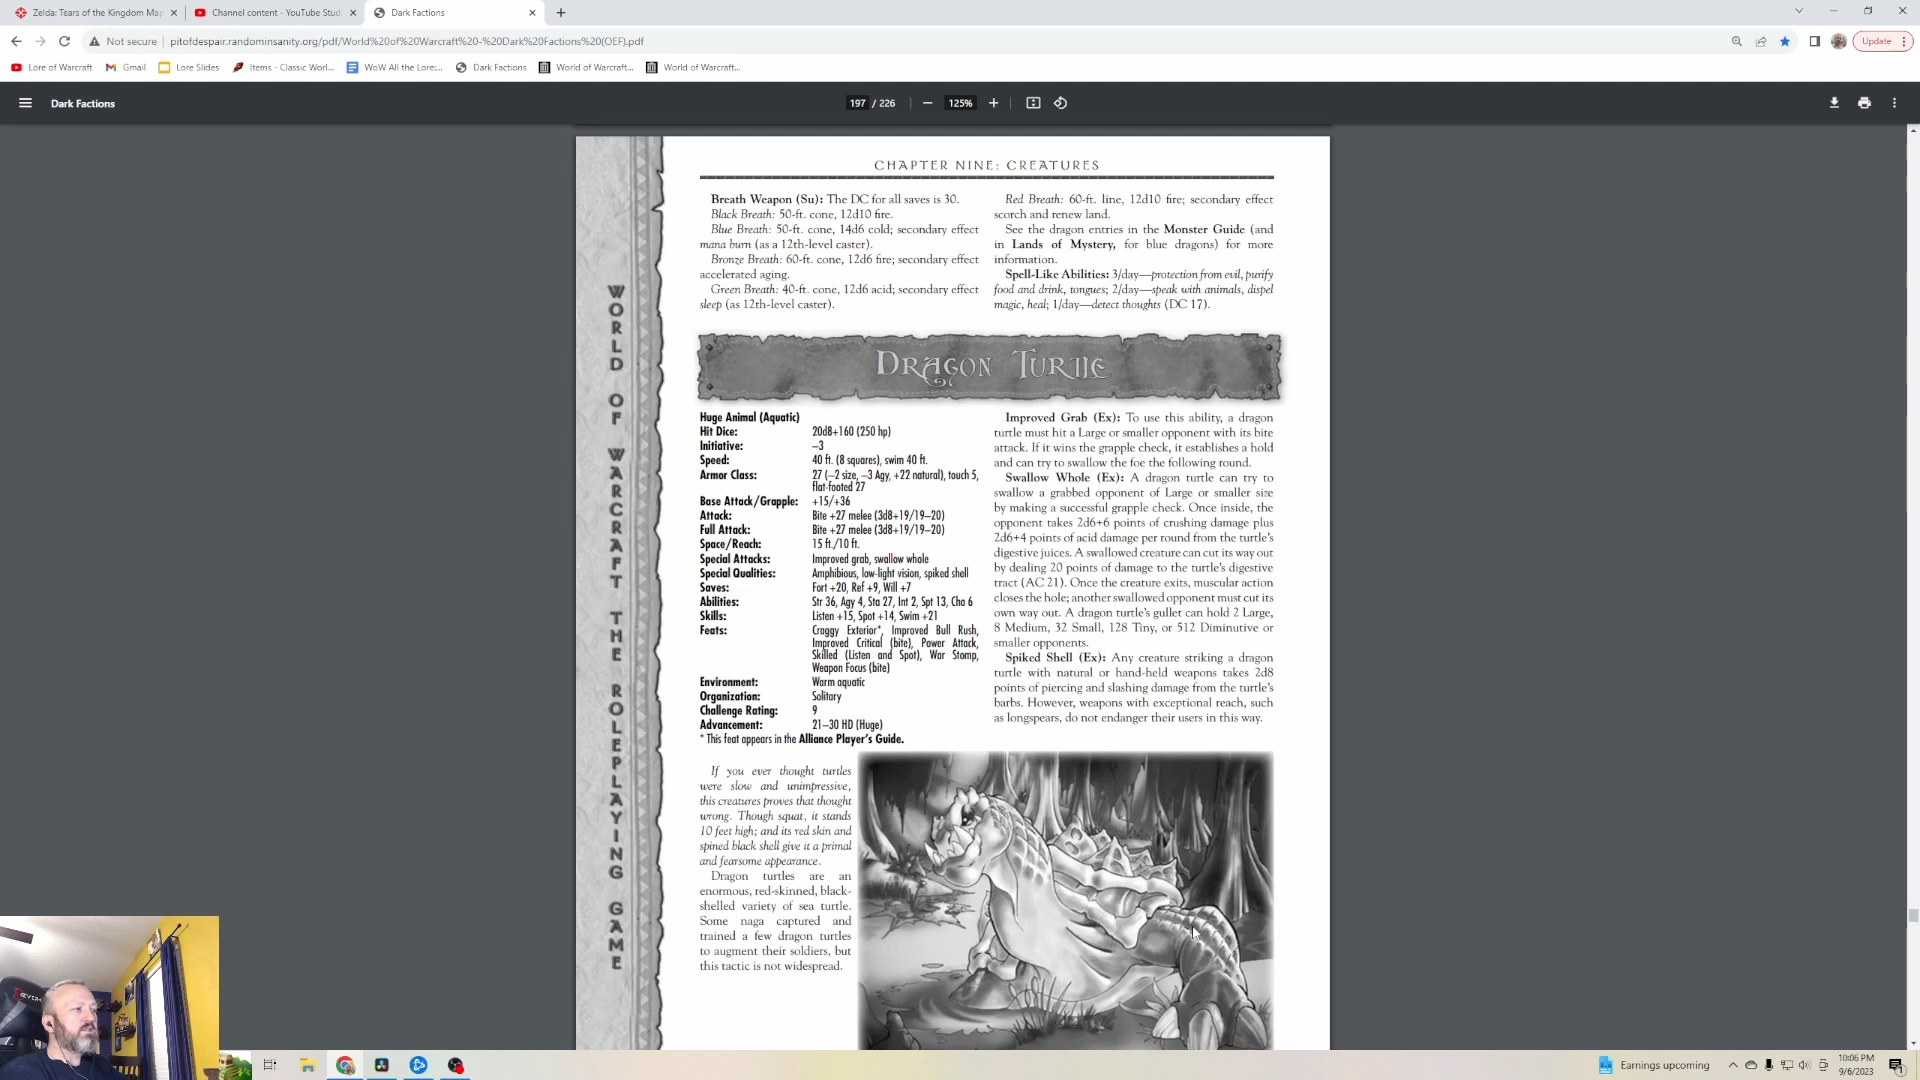 Zelda: Tears of the Kingdom Map
Channel content - YouTube Stud
Dark Factions
Not secure
pitofdespair.randominsanity.org/pdf/World%20of%20Warcraft%20-%20Dark%20Factions%20(OEF).pdf
Update
Lore of Warcraft
Gmail
Lore Slides
Items - Classic Worl...
WoW All the Lore:...
Dark Factions
World of Warcraft...
World of Warcraft...
Dark Factions
197 / 226
125%
CHAPTER NINE: CREATURES
Breath Weapon (Su): The DC for all saves is 30.
Black Breath: 50-ft. cone, 12d10 fire.
Blue Breath: 50-ft. cone, 14d6 cold; secondary effect
mana burn (as a 12th-level caster).
Bronze Breath: 60-ft. cone, 12d6 fire; secondary effect
accelerated aging.
Green Breath: 40-ft. cone, 12d6 acid; secondary effect
sleep (as 12th-level caster).
Red Breath: 60-ft. line, 12d10 fire; secondary effect
scorch and renew land.
See the dragon entries in the Monster Guide (and
in Lands of Mystery, for blue dragons) for more
information.
Spell-Like Abilities: 3/day—protection from evil, purify
food and drink, tongues; 2/day—speak with animals, dispel
magic, heal; 1/day—detect thoughts (DC 17).
WORLD OF WARCRAFT THE ROLEPLAYING GAME
DRAGON TURTLE
Huge Animal (Aquatic)
Hit Dice: 20d8+160 (250 hp)
Initiative: –3
Speed: 40 ft. (8 squares), swim 40 ft.
Armor Class: 27 (–2 size, –3 Agy, +22 natural), touch 5,
flat-footed 27
Base Attack/Grapple: +15/+36
Attack: Bite +27 melee (3d8+19/19–20)
Full Attack: Bite +27 melee (3d8+19/19–20)
Space/Reach: 15 ft./10 ft.
Special Attacks: Improved grab, swallow whole
Special Qualities: Amphibious, low-light vision, spiked shell
Saves: Fort +20, Ref +9, Will +7
Abilities: Str 36, Agy 4, Sta 27, Int 2, Spt 13, Cha 6
Skills: Listen +15, Spot +14, Swim +21
Feats: Craggy Exterior*, Improved Bull Rush,
Improved Critical (bite), Power Attack,
Skilled (Listen and Spot), War Stomp,
Weapon Focus (bite)
Environment: Warm aquatic
Organization: Solitary
Challenge Rating: 9
Advancement: 21–30 HD (Huge)
* This feat appears in the Alliance Player's Guide.
If you ever thought turtles
were slow and unimpressive,
this creatures proves that thought
wrong. Though squat, it stands
10 feet high; and its red skin and
spined black shell give it a primal
and fearsome appearance.
Dragon turtles are an
enormous, red-skinned, black-
shelled variety of sea turtle.
Some naga captured and
trained a few dragon turtles
to augment their soldiers, but
this tactic is not widespread.
Improved Grab (Ex): To use this ability, a dragon
turtle must hit a Large or smaller opponent with its bite
attack. If it wins the grapple check, it establishes a hold
and can try to swallow the foe the following round.
Swallow Whole (Ex): A dragon turtle can try to
swallow a grabbed opponent of Large or smaller size
by making a successful grapple check. Once inside, the
opponent takes 2d6+6 points of crushing damage plus
2d6+4 points of acid damage per round from the turtle's
digestive juices. A swallowed creature can cut its way out
by dealing 20 points of damage to the turtle's digestive
tract (AC 21). Once the creature exits, muscular action
closes the hole; another swallowed opponent must cut its
own way out. A dragon turtle's gullet can hold 2 Large,
8 Medium, 32 Small, 128 Tiny, or 512 Diminutive or
smaller opponents.
Spiked Shell (Ex): Any creature striking a dragon
turtle with natural or hand-held weapons takes 2d8
points of piercing and slashing damage from the turtle's
barbs. However, weapons with exceptional reach, such
as longspears, do not endanger their users in this way.
Earnings upcoming
10:06 PM
9/6/2023